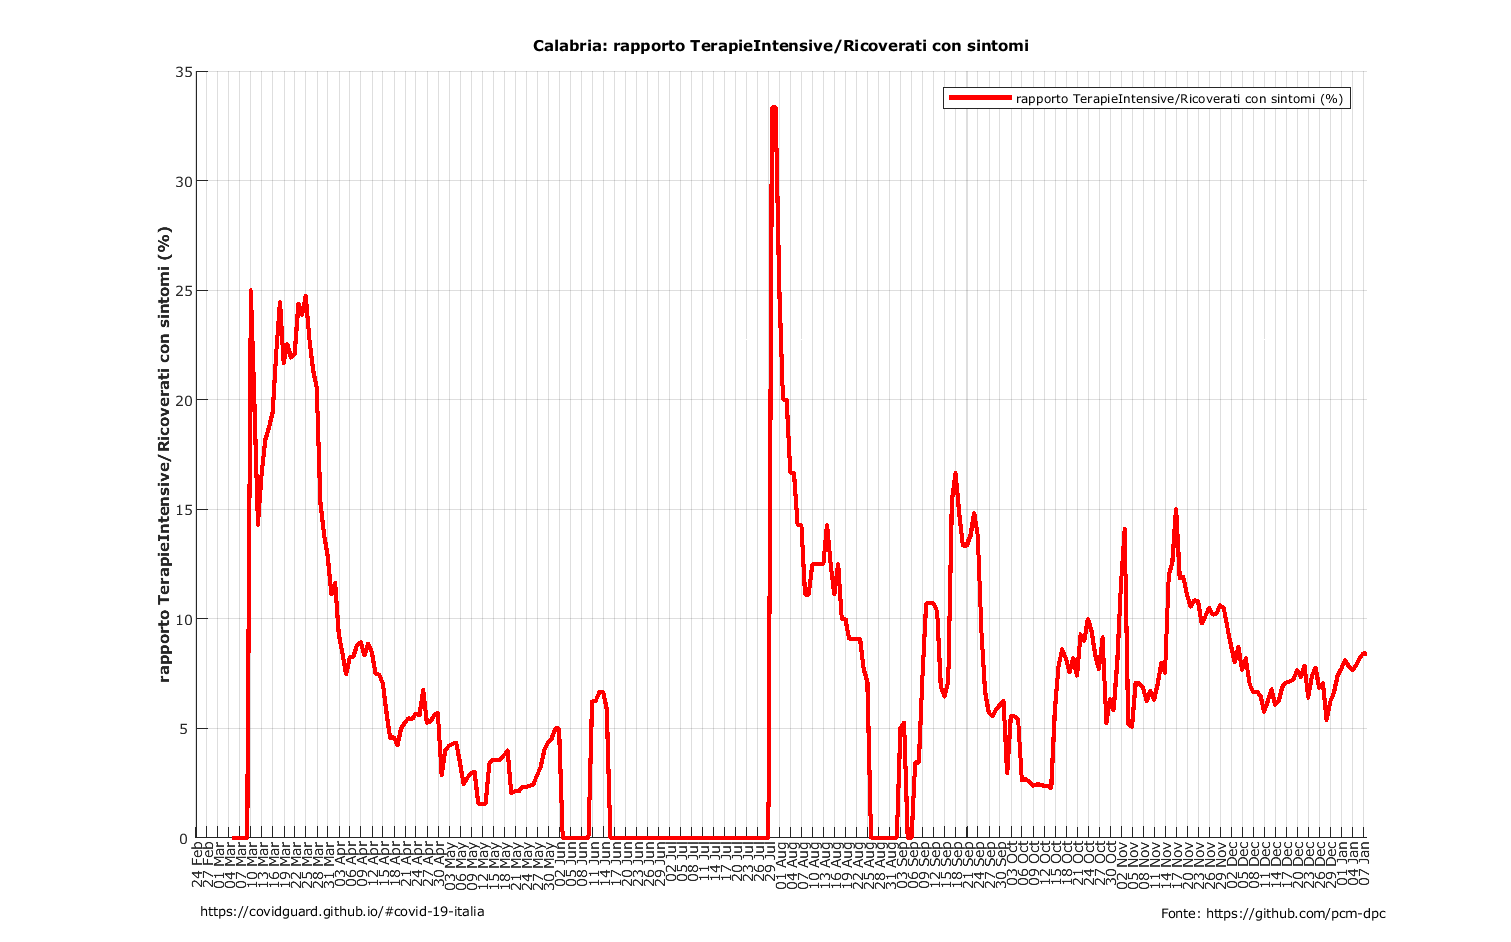 Calabria: rapporto TerapieIntensive/Ricoverati con sintomi
rapporto TerapieIntensive/Ricoverati con sintomi (%)
rapporto TerapieIntensive/Ricoverati con sintomi (%)
35
30
25
20
15
10
5
0
24 Feb
27 Feb
01 Mar
04 Mar
07 Mar
10 Mar
13 Mar
16 Mar
19 Mar
22 Mar
25 Mar
28 Mar
31 Mar
03 Apr
06 Apr
09 Apr
12 Apr
15 Apr
18 Apr
21 Apr
24 Apr
27 Apr
30 Apr
03 May
06 May
09 May
12 May
15 May
18 May
21 May
24 May
27 May
30 May
02 Jun
05 Jun
08 Jun
11 Jun
14 Jun
17 Jun
20 Jun
23 Jun
26 Jun
29 Jun
02 Jul
05 Jul
08 Jul
11 Jul
14 Jul
17 Jul
20 Jul
23 Jul
26 Jul
29 Jul
01 Aug
04 Aug
07 Aug
10 Aug
13 Aug
16 Aug
19 Aug
22 Aug
25 Aug
28 Aug
31 Aug
03 Sep
06 Sep
09 Sep
12 Sep
15 Sep
18 Sep
21 Sep
24 Sep
27 Sep
30 Sep
03 Oct
06 Oct
09 Oct
12 Oct
15 Oct
18 Oct
21 Oct
24 Oct
27 Oct
30 Oct
02 Nov
05 Nov
08 Nov
11 Nov
14 Nov
17 Nov
20 Nov
23 Nov
26 Nov
29 Nov
02 Dec
05 Dec
08 Dec
11 Dec
14 Dec
17 Dec
20 Dec
23 Dec
26 Dec
29 Dec
01 Jan
04 Jan
07 Jan
https://covidguard.github.io/#covid-19-italia
Fonte: https://github.com/pcm-dpc